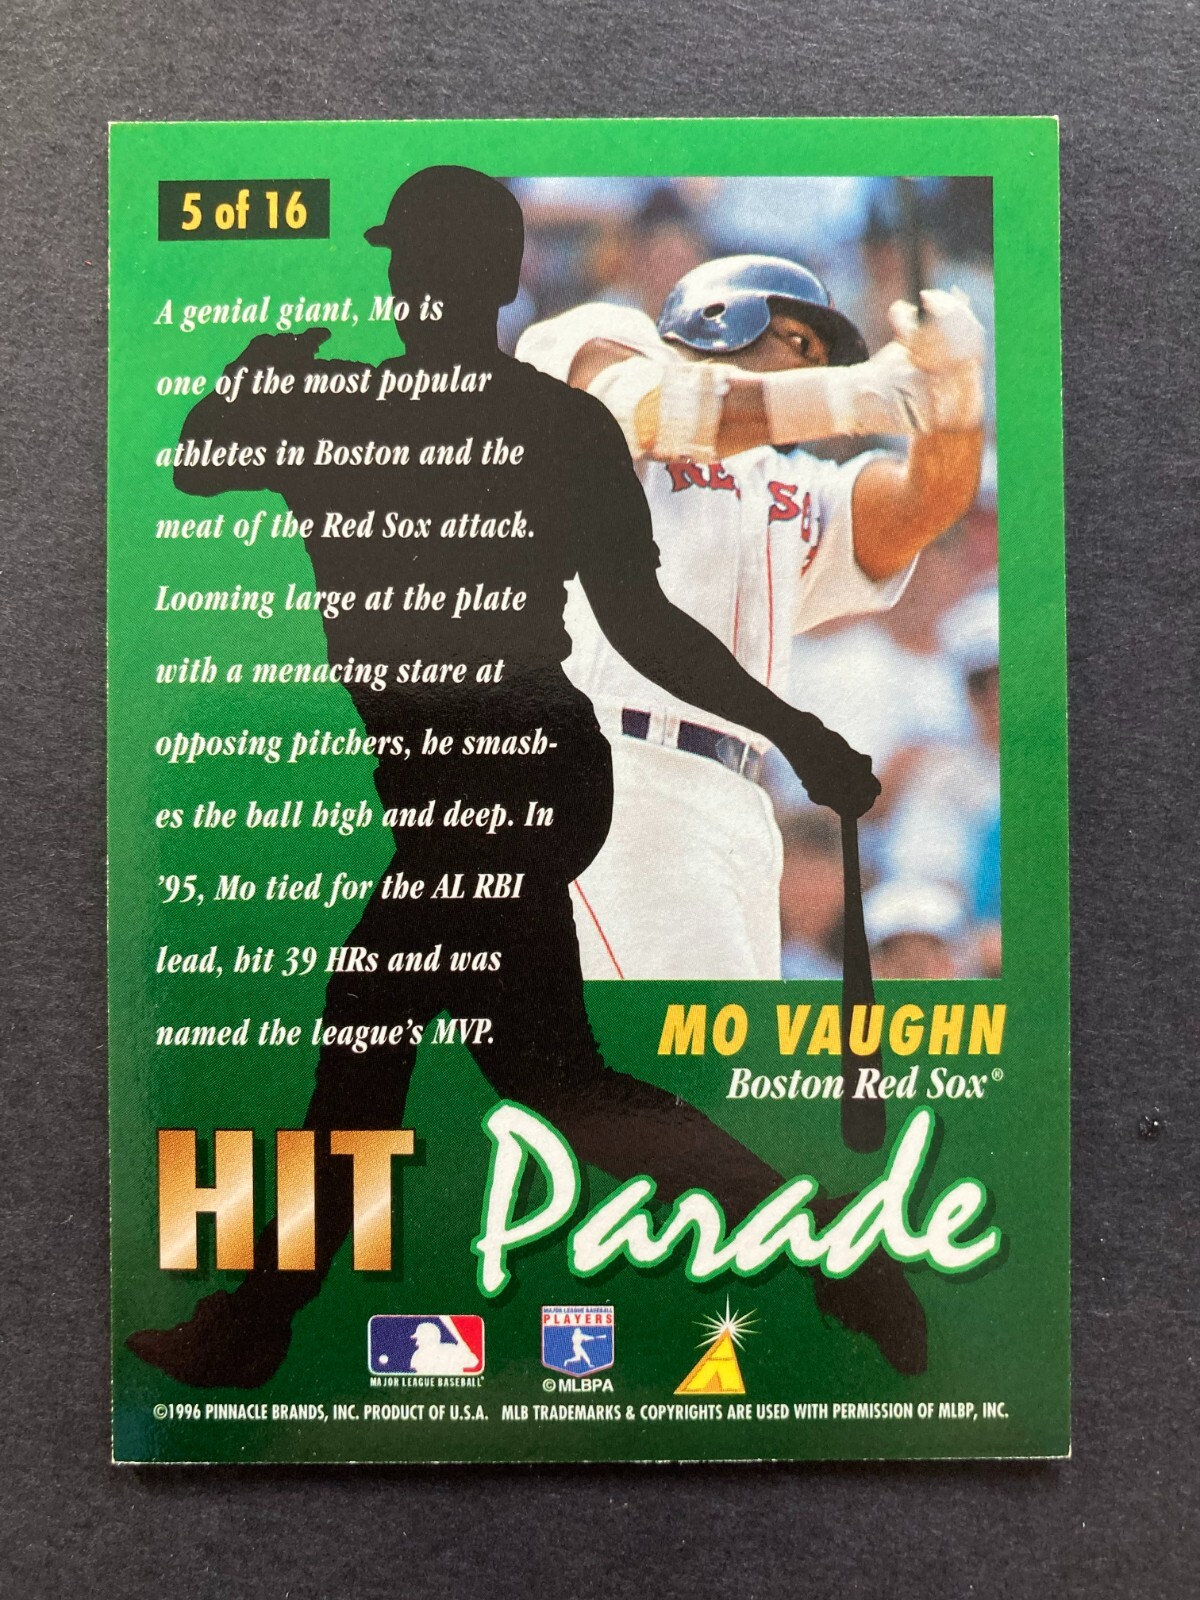 5 of 16
A genial giant, Mo is
one of the most popular
athletes in Boston and the
meat of the Red Sox attack.
Looming large at the plate
with a menacing stare at
opposing pitchers, he smash-
es the ball high and deep. In
'95, Mo tied for the AL RBI
lead, hit 39 HRs and was
named the league's MVP.
MO VAUGHN
Boston Red Sox®
HIT Parade
MAJOR LEAGUE BASEBALL
MAJOR LEAGUE BASEBALL
PLAYERS
© MLBPA
©1996 PINNACLE BRANDS, INC. PRODUCT OF U.S.A. MLB TRADEMARKS & COPYRIGHTS ARE USED WITH PERMISSION OF MLBP, INC.